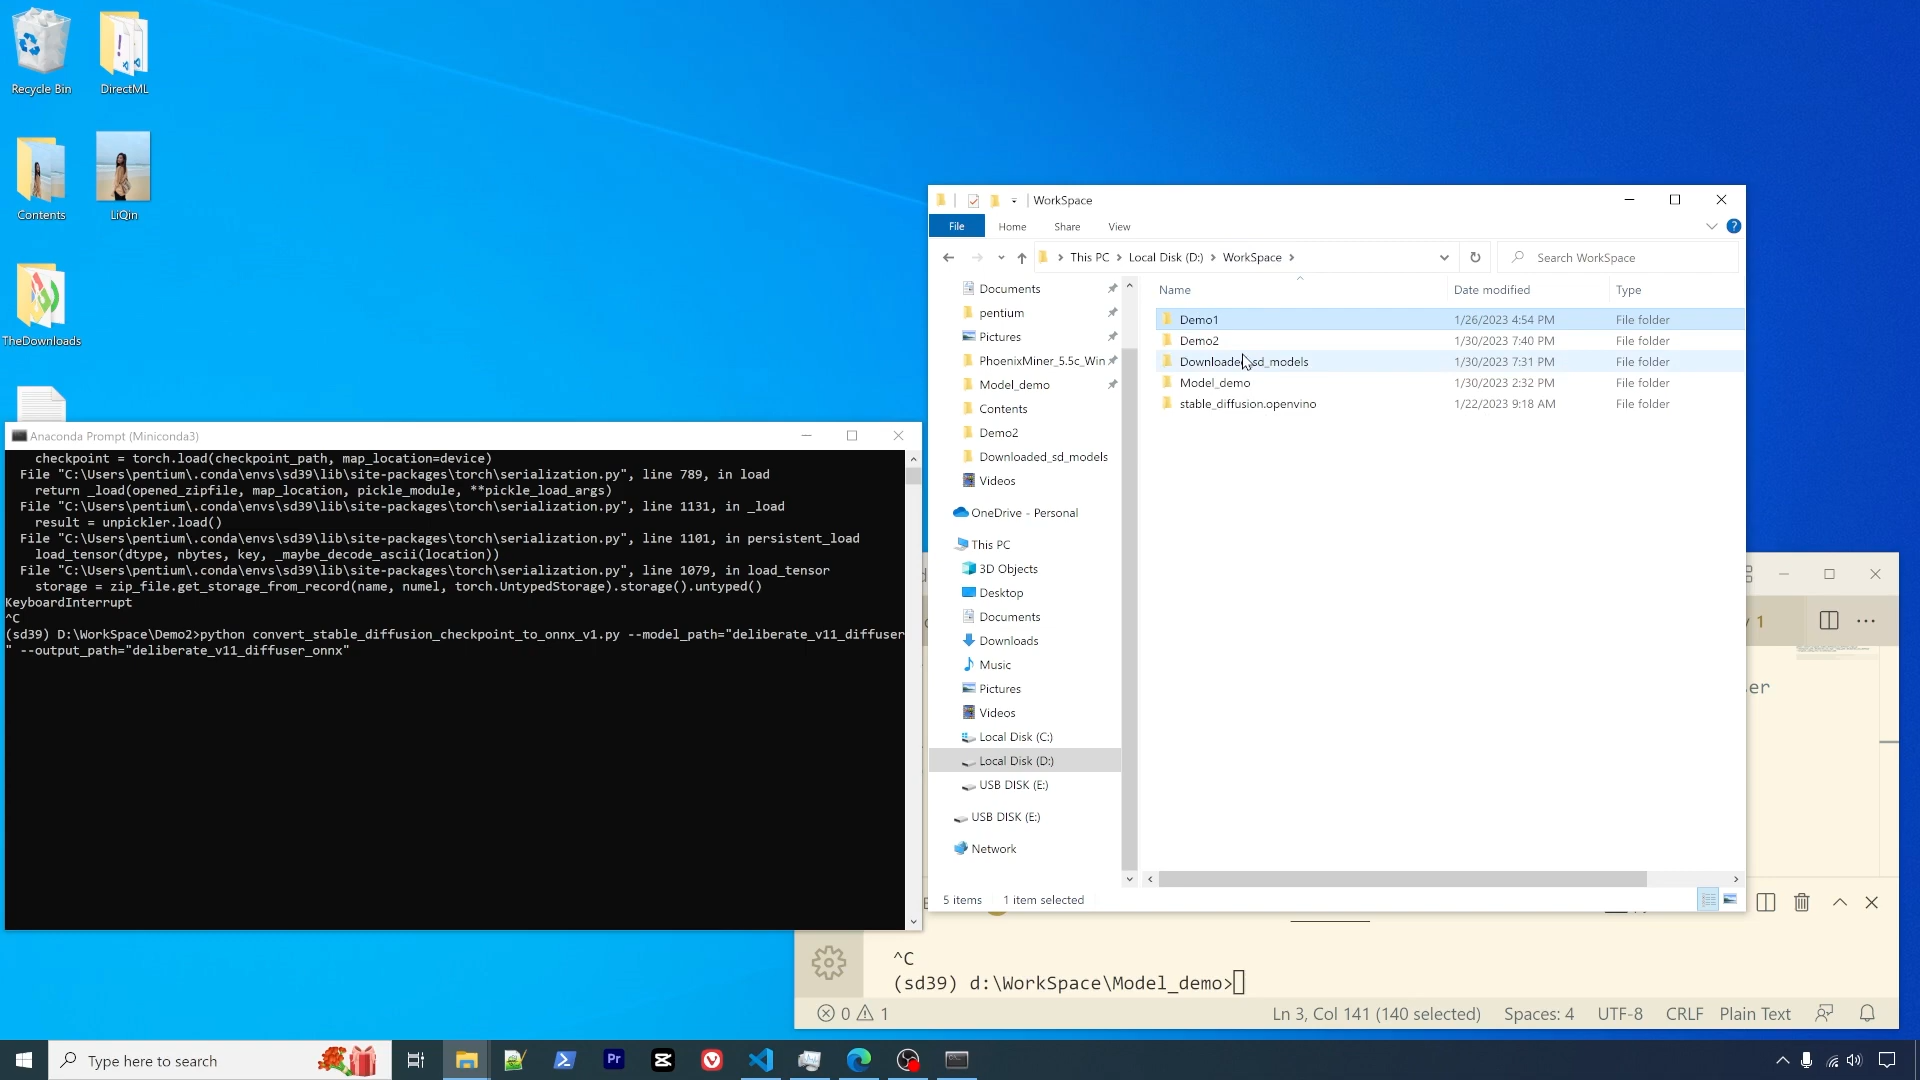 Recycle Bin
DirectML
Contents
LiQin
TheDownloads
Anaconda Prompt (Miniconda3)
checkpoint = torch.load(checkpoint_path, map_location=device)
File "C:\Users\pentium\.conda\envs\sd39\lib\site-packages\torch\serialization.py", line 789, in load
return _load(opened_zipfile, map_location, pickle_module, **pickle_load_args)
File "C:\Users\pentium\.conda\envs\sd39\lib\site-packages\torch\serialization.py", line 1131, in _load
result = unpickler.load()
File "C:\Users\pentium\.conda\envs\sd39\lib\site-packages\torch\serialization.py", line 1101, in persistent_load
load_tensor(dtype, nbytes, key, _maybe_decode_ascii(location))
File "C:\Users\pentium\.conda\envs\sd39\lib\site-packages\torch\serialization.py", line 1079, in load_tensor
storage = zip_file.get_storage_from_record(name, numel, torch.UntypedStorage).storage().untyped()
KeyboardInterrupt
^C
(sd39) D:\WorkSpace\Demo2>python convert_stable_diffusion_checkpoint_to_onnx_v1.py --model_path="deliberate_v11_diffuser
" --output_path="deliberate_v11_diffuser_onnx"
WorkSpace
File Home Share View
This PC > Local Disk (D:) > WorkSpace >
Search WorkSpace
Documents
pentium
Pictures
PhoenixMiner_5.5c_Win
Model_demo
Contents
Demo2
Downloaded_sd_models
Videos
OneDrive - Personal
This PC
3D Objects
Desktop
Documents
Downloads
Music
Pictures
Videos
Local Disk (C:)
Local Disk (D:)
USB DISK (E:)
USB DISK (E:)
Network
Name Date modified Type
Demo1 1/26/2023 4:54 PM File folder
Demo2 1/30/2023 7:40 PM File folder
Downloaded_sd_models 1/30/2023 7:31 PM File folder
Model_demo 1/30/2023 2:32 PM File folder
stable_diffusion.openvino 1/22/2023 9:18 AM File folder
5 items 1 item selected
1
er
^C
(sd39) d:\WorkSpace\Model_demo>
0 1
Ln 3, Col 141 (140 selected) Spaces: 4 UTF-8 CRLF Plain Text
Type here to search
Pr